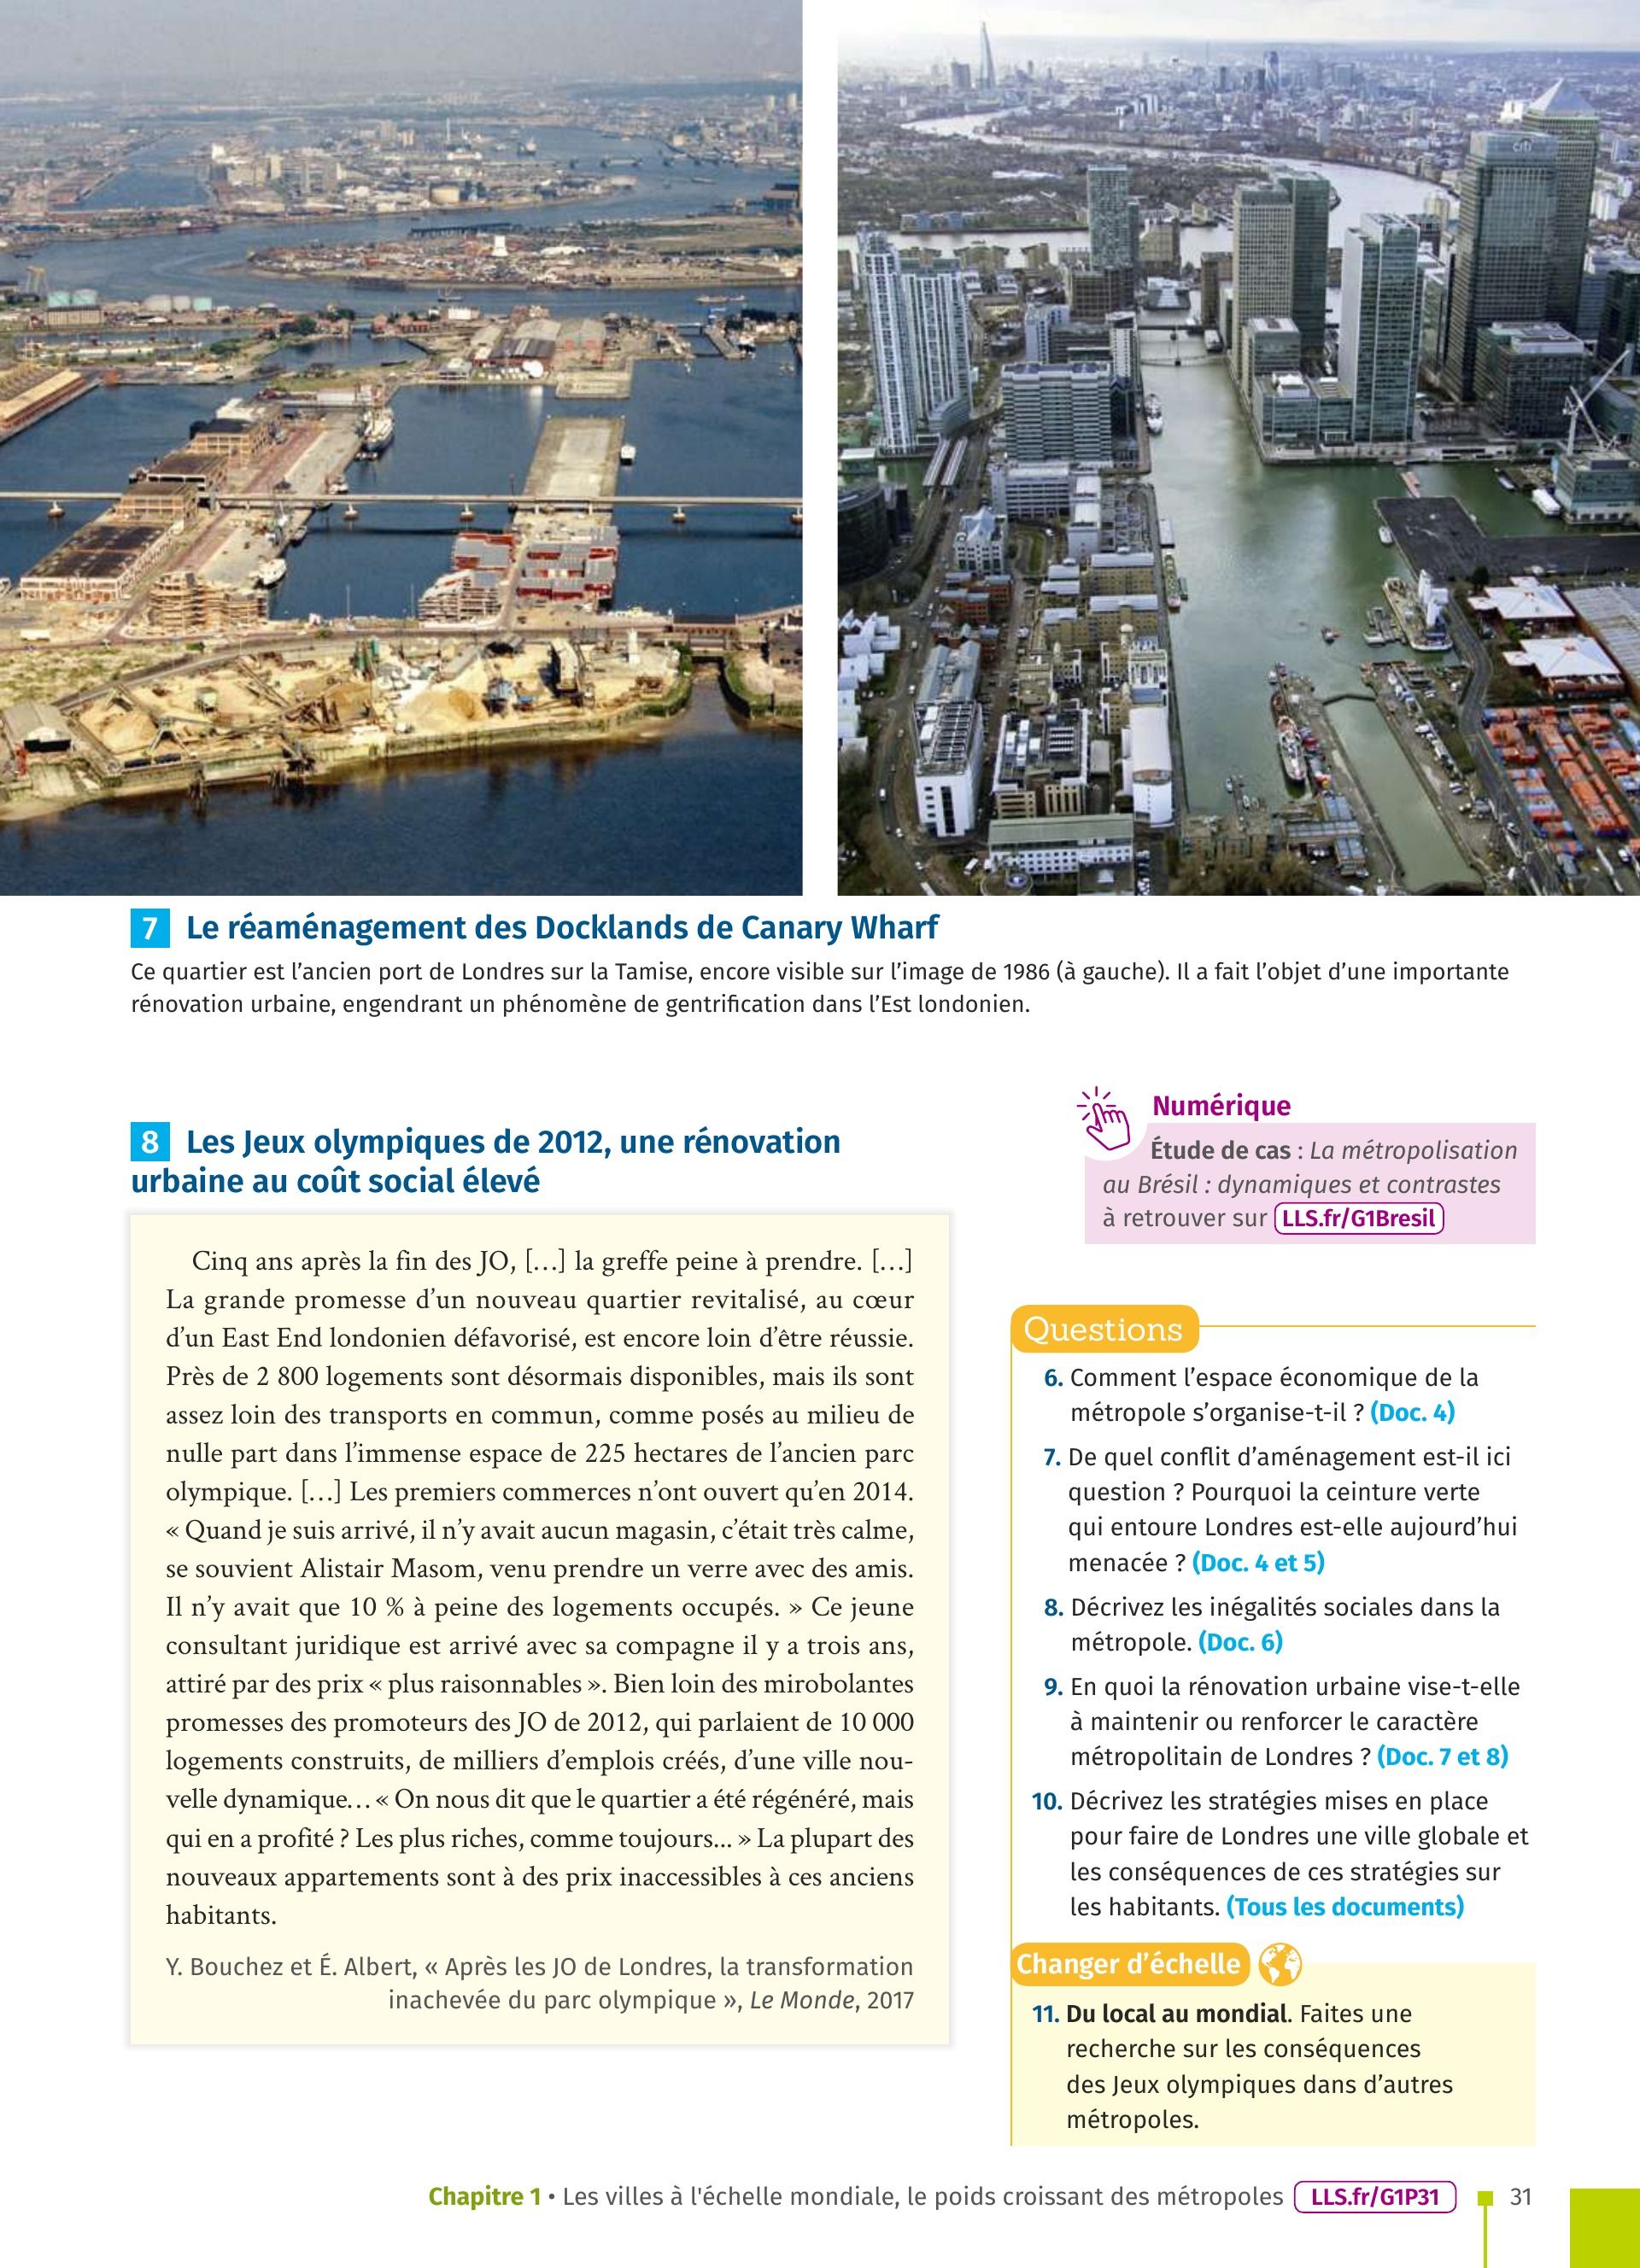 citi
7 Le réaménagement des Docklands de Canary Wharf
Ce quartier est l’ancien port de Londres sur la Tamise, encore visible sur l’image de 1986 (à gauche). Il a fait l’objet d’une importante
rénovation urbaine, engendrant un phénomène de gentrification dans l’Est londonien.
8 Les Jeux olympiques de 2012, une rénovation
urbaine au coût social élevé
Cinq ans après la fin des JO, […] la greffe peine à prendre. […]
La grande promesse d’un nouveau quartier revitalisé, au cœur
d’un East End londonien défavorisé, est encore loin d’être réussie.
Près de 2 800 logements sont désormais disponibles, mais ils sont
assez loin des transports en commun, comme posés au milieu de
nulle part dans l’immense espace de 225 hectares de l’ancien parc
olympique. […] Les premiers commerces n’ont ouvert qu’en 2014.
« Quand je suis arrivé, il n’y avait aucun magasin, c’était très calme,
se souvient Alistair Masom, venu prendre un verre avec des amis.
Il n’y avait que 10 % à peine des logements occupés. » Ce jeune
consultant juridique est arrivé avec sa compagne il y a trois ans,
attiré par des prix « plus raisonnables ». Bien loin des mirobolantes
promesses des promoteurs des JO de 2012, qui parlaient de 10 000
logements construits, de milliers d’emplois créés, d’une ville nou-
velle dynamique… « On nous dit que le quartier a été régénéré, mais
qui en a profité ? Les plus riches, comme toujours... » La plupart des
nouveaux appartements sont à des prix inaccessibles à ces anciens
habitants.
Y. Bouchez et É. Albert, « Après les JO de Londres, la transformation
inachevée du parc olympique », Le Monde, 2017
Numérique
Étude de cas : La métropolisation
au Brésil : dynamiques et contrastes
à retrouver sur LLS.fr/G1Bresil
Questions
6. Comment l’espace économique de la
métropole s’organise-t-il ? (Doc. 4)
7. De quel conflit d’aménagement est-il ici
question ? Pourquoi la ceinture verte
qui entoure Londres est-elle aujourd’hui
menacée ? (Doc. 4 et 5)
8. Décrivez les inégalités sociales dans la
métropole. (Doc. 6)
9. En quoi la rénovation urbaine vise-t-elle
à maintenir ou renforcer le caractère
métropolitain de Londres ? (Doc. 7 et 8)
10. Décrivez les stratégies mises en place
pour faire de Londres une ville globale et
les conséquences de ces stratégies sur
les habitants. (Tous les documents)
Changer d’échelle
11. Du local au mondial. Faites une
recherche sur les conséquences
des Jeux olympiques dans d’autres
métropoles.
Chapitre 1 • Les villes à l'échelle mondiale, le poids croissant des métropoles LLS.fr/G1P31 31